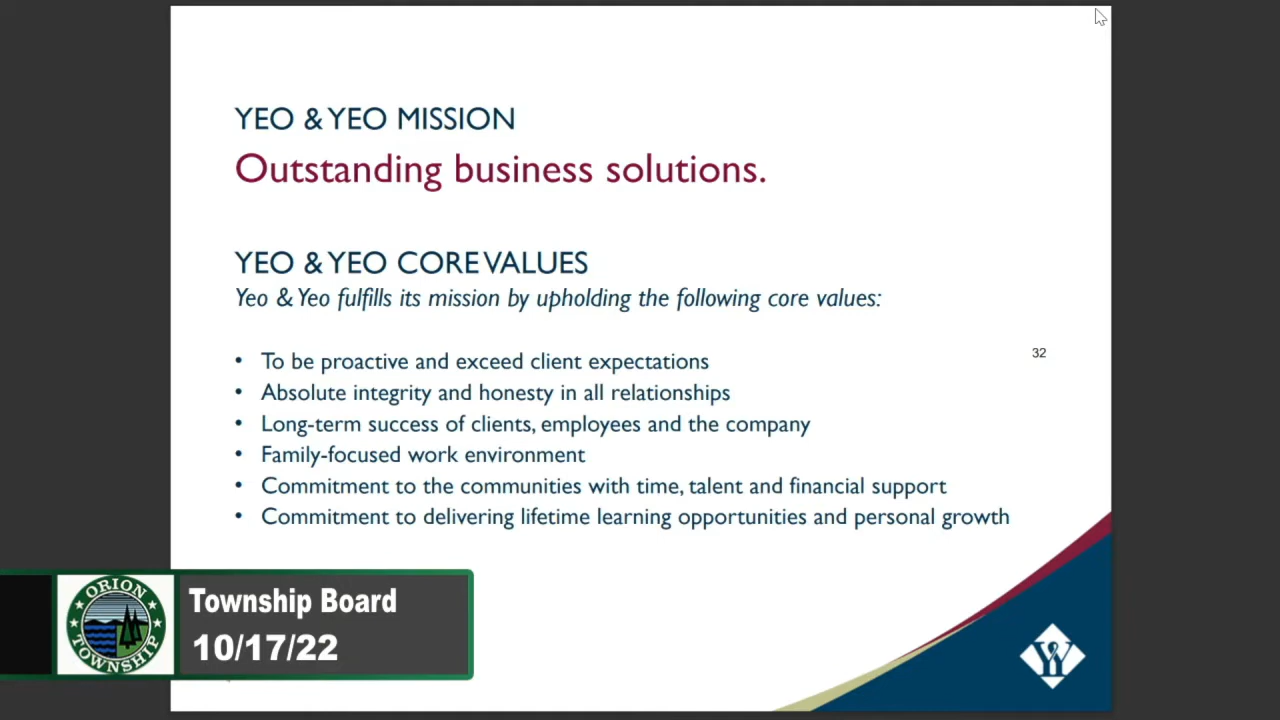 YEO & YEO MISSION
Outstanding business solutions.
YEO & YEO CORE VALUES
Yeo & Yeo fulfills its mission by upholding the following core values:
• To be proactive and exceed client expectations
32
• Absolute integrity and honesty in all relationships
• Long-term success of clients, employees and the company
• Family-focused work environment
• Commitment to the communities with time, talent and financial support
• Commitment to delivering lifetime learning opportunities and personal growth
ORION
TOWNSHIP
Township Board
10/17/22
YY